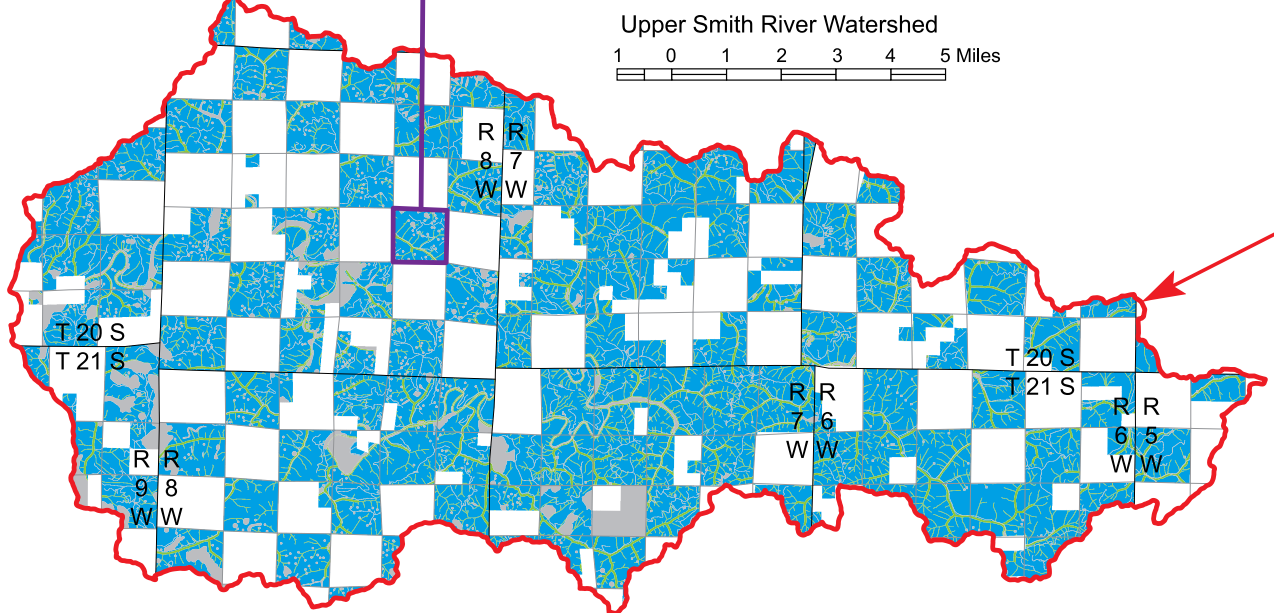 Upper Smith River Watershed
1 0 1 2 3 4 5 Miles
R R
8 7
W W
T 20 S
T 21 S
T 20 S
T 21 S
R R
7 6
W W
R R
6 5
W W
R R
9 8
W W